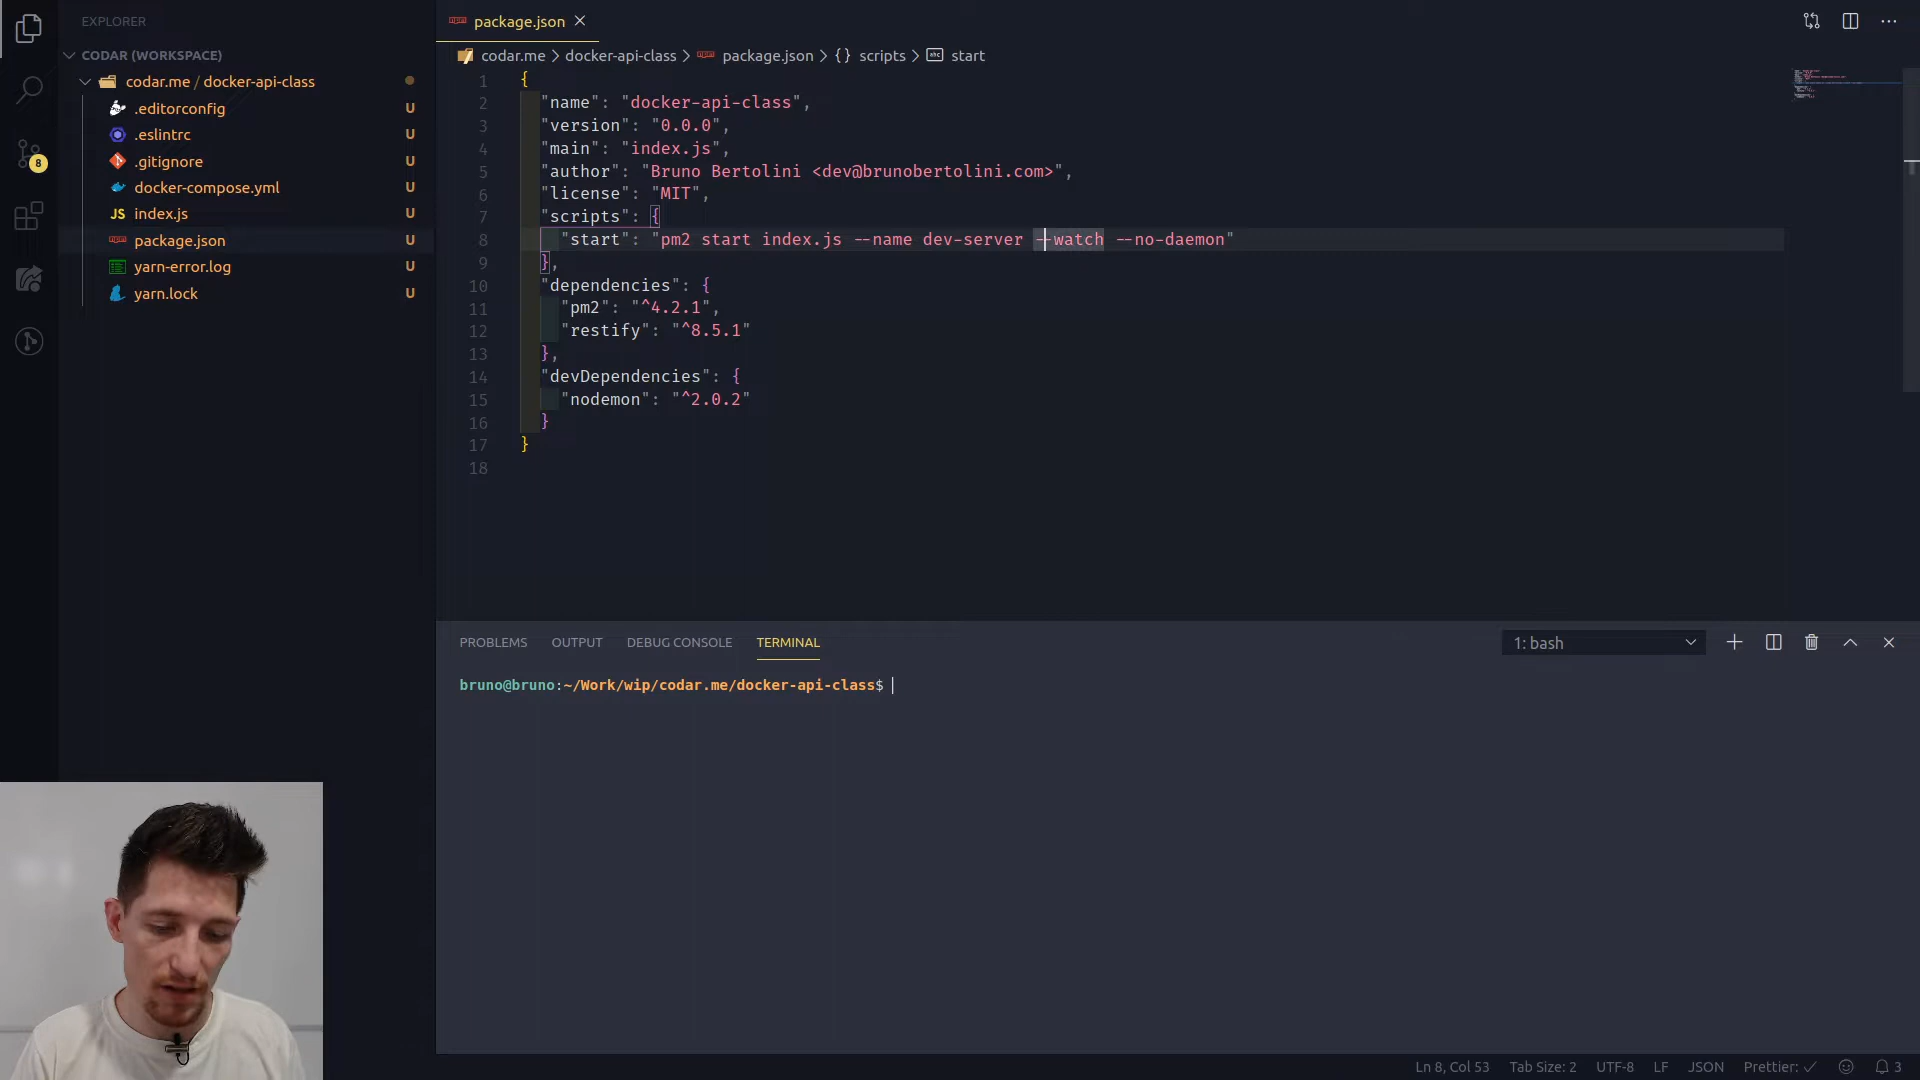 EXPLORER
package.json
CODAR (WORKSPACE)
codar.me / docker-api-class
.editorconfig U
.eslintrc U
.gitignore U
docker-compose.yml U
index.js U
package.json U
yarn-error.log U
yarn.lock U
8
codar.me > docker-api-class > package.json > {} scripts > abc start
1 {
2 "name": "docker-api-class",
3 "version": "0.0.0",
4 "main": "index.js",
5 "author": "Bruno Bertolini <dev@brunobertolini.com>",
6 "license": "MIT",
7 "scripts": {
8 "start": "pm2 start index.js --name dev-server --watch --no-daemon"
9 },
10 "dependencies": {
11 "pm2": "^4.2.1",
12 "restify": "^8.5.1"
13 },
14 "devDependencies": {
15 "nodemon": "^2.0.2"
16 }
17 }
18
PROBLEMS OUTPUT DEBUG CONSOLE TERMINAL 1: bash
bruno@bruno:~/Work/wip/codar.me/docker-api-class$
Ln 8, Col 53 Tab Size: 2 UTF-8 LF JSON Prettier: ✓ 3